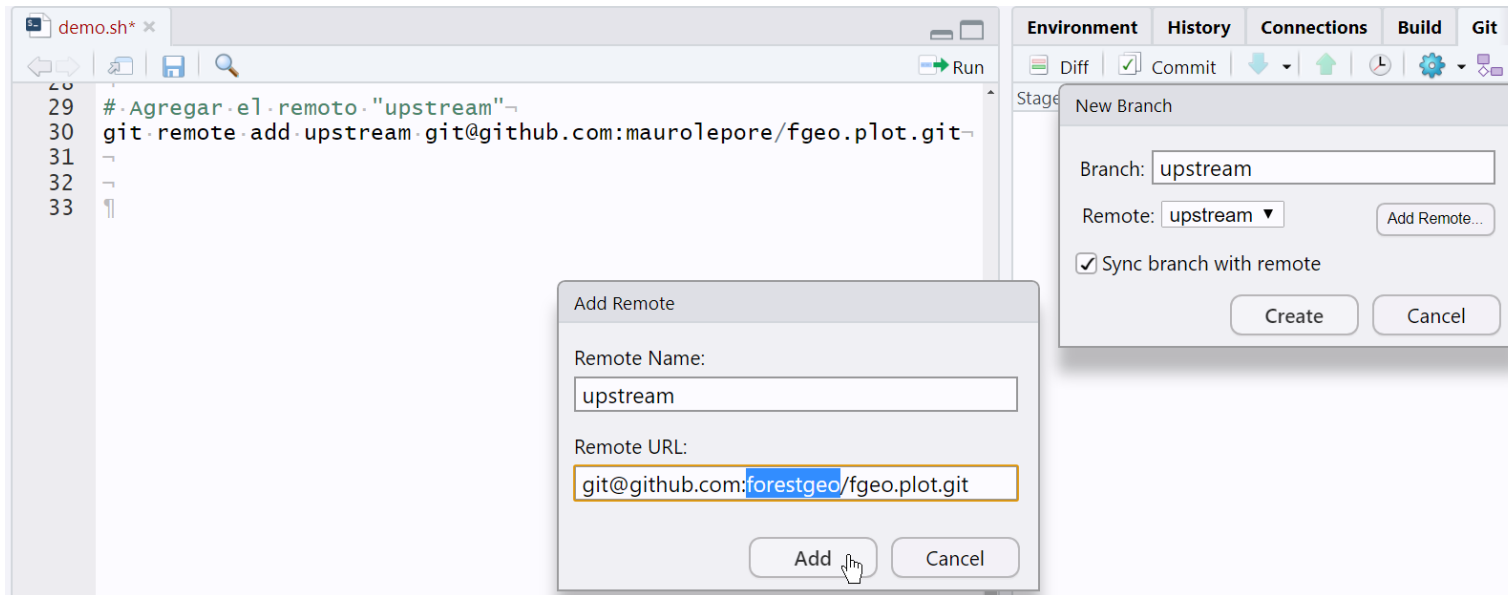 demo.sh*
Run
28
29 # Agregar el remoto "upstream"
30 git remote add upstream git@github.com:maurolepore/fgeo.plot.git
31
32
33
Environment History Connections Build Git
Diff Commit
Stage
New Branch
Branch: upstream
Remote: upstream Add Remote...
Sync branch with remote
Create Cancel
Add Remote
Remote Name:
upstream
Remote URL:
git@github.com:forestgeo/fgeo.plot.git
Add Cancel